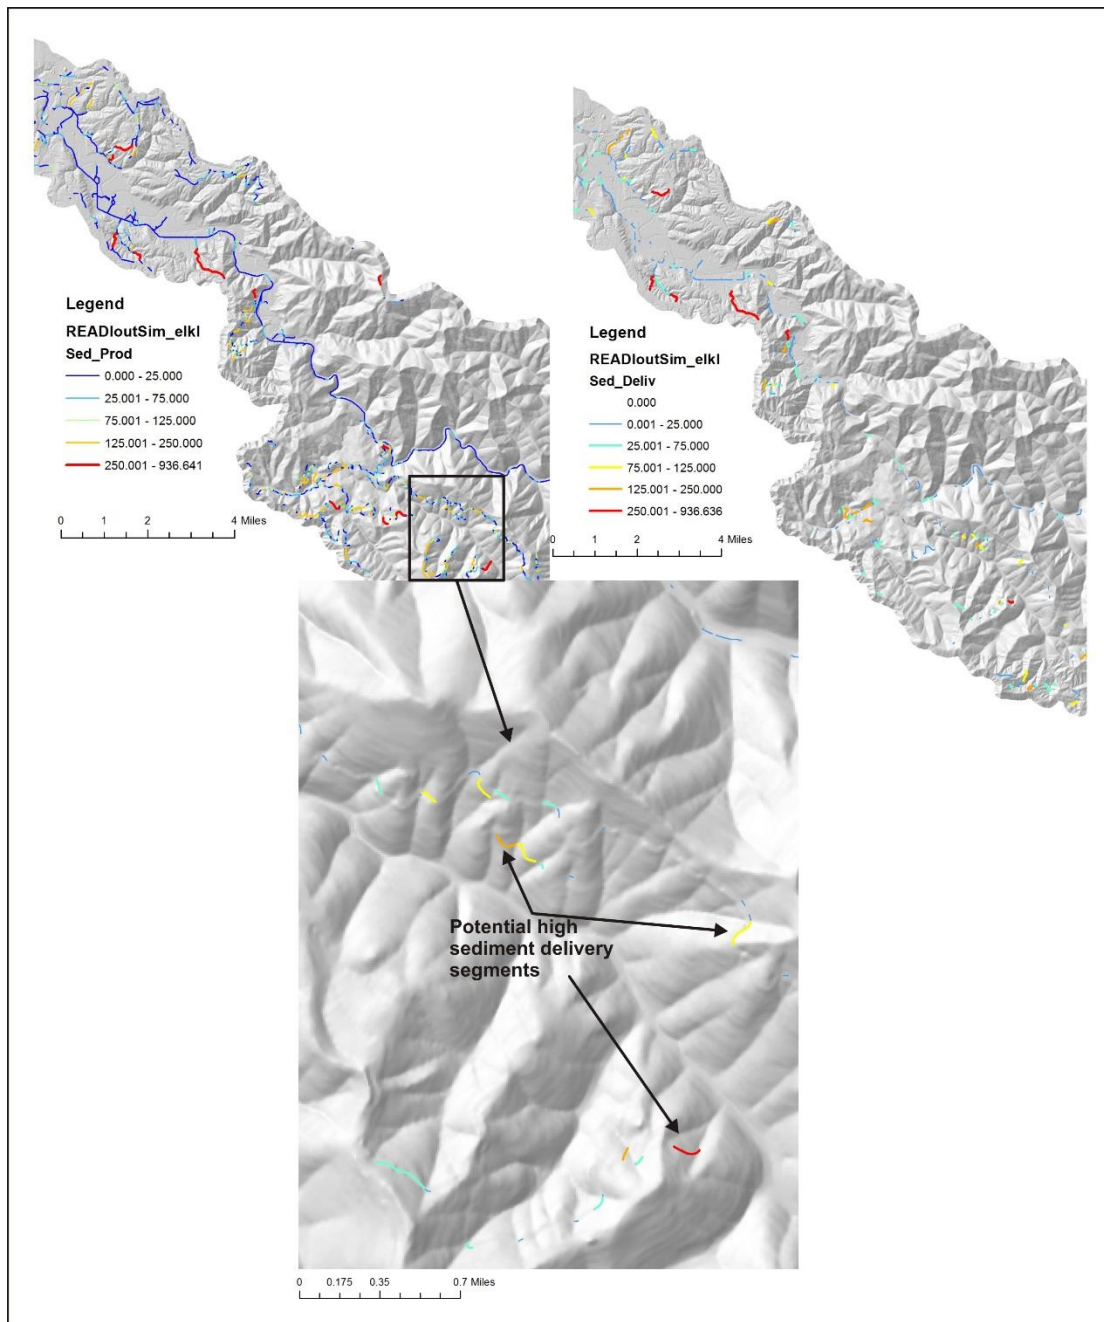 Legend
READIoutSim_elkl
Sed_Prod
0.000 - 25.000
25.001 - 75.000
75.001 - 125.000
125.001 - 250.000
250.001 - 936.641
0 1 2 4 Miles
Legend
READIoutSim_elkl
Sed_Deliv
0.000
0.001 - 25.000
25.001 - 75.000
75.001 - 125.000
125.001 - 250.000
250.001 - 936.636
0 1 2 4 Miles
Potential high
sediment delivery
segments
0 0.175 0.35 0.7 Miles